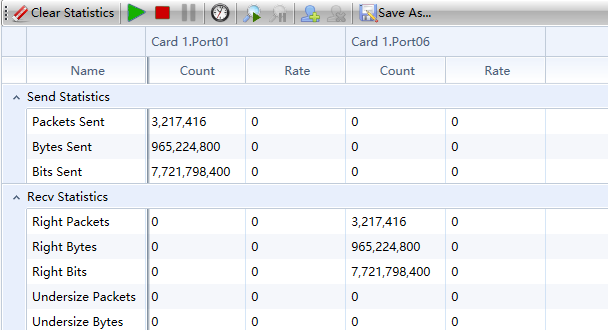 Clear Statistics Save As...
Card 1.Port01 Card 1.Port06
Name Count Rate Count Rate
Send Statistics
Packets Sent 3,217,416 0 0 0
Bytes Sent 965,224,800 0 0 0
Bits Sent 7,721,798,400 0 0 0
Recv Statistics
Right Packets 0 0 3,217,416 0
Right Bytes 0 0 965,224,800 0
Right Bits 0 0 7,721,798,400 0
Undersize Packets 0 0 0 0
Undersize Bytes 0 0 0 0